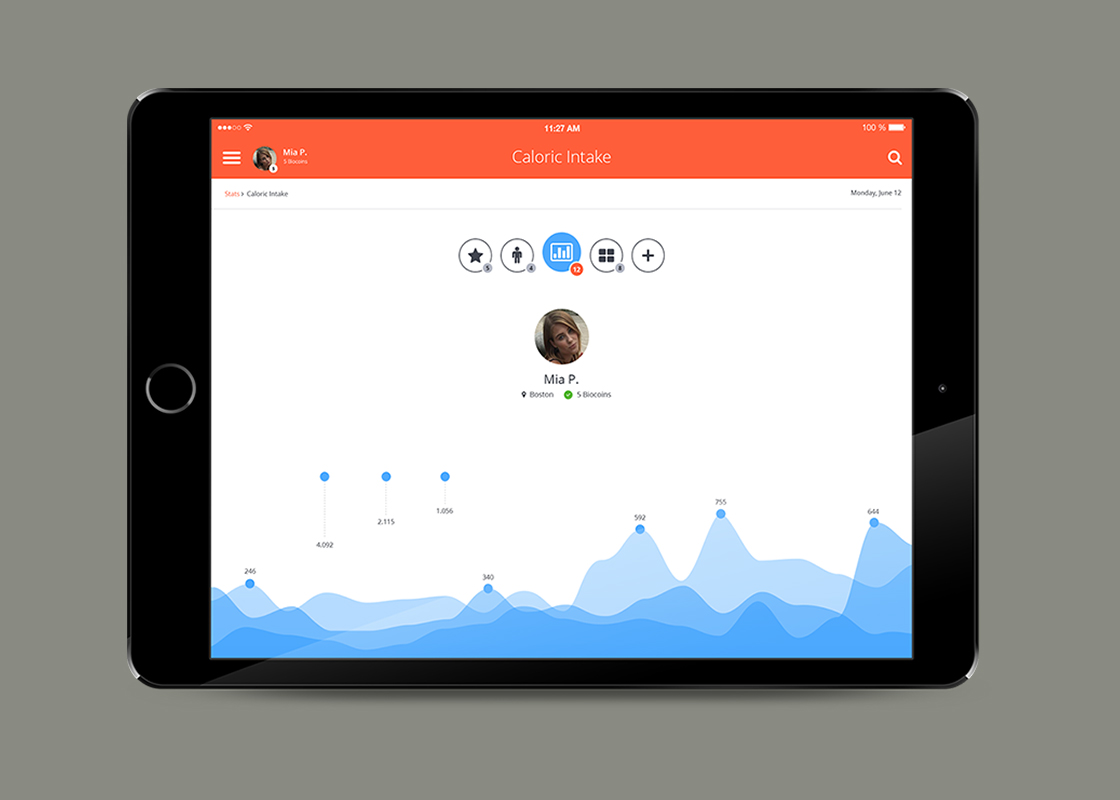 11:27 AM
100 %
Mia P.
5 Biocoins
Caloric Intake
Stats › Caloric Intake
Monday, June 12
5
4
12
8
Mia P.
Boston
5 Biocoins
4.092
2.115
1.056
246
340
592
755
644